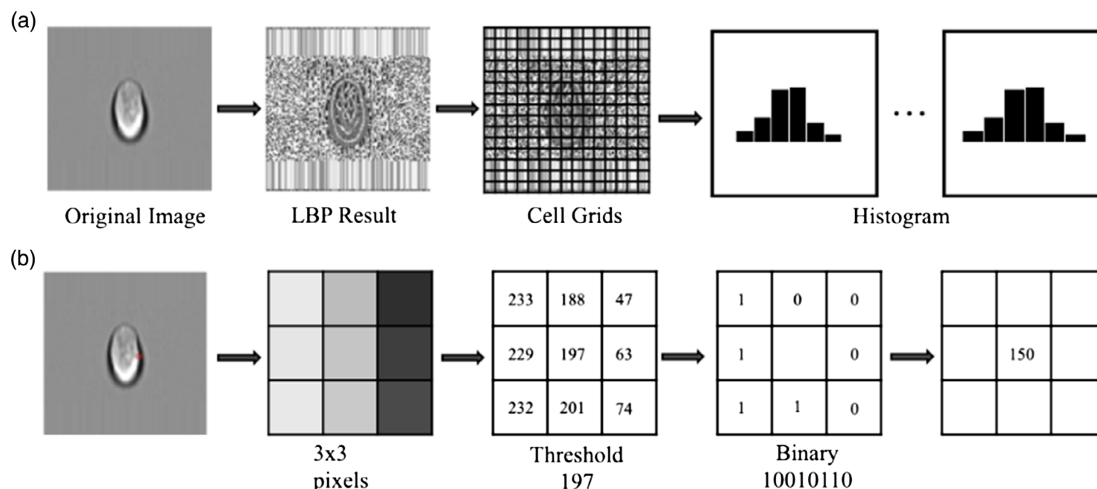 (a)
Original Image
LBP Result
Cell Grids
...
Histogram
(b)
233 188 47
229 197 63
232 201 74
1 0 0
1 0
1 1 0
150
3x3
pixels
Threshold
197
Binary
10010110